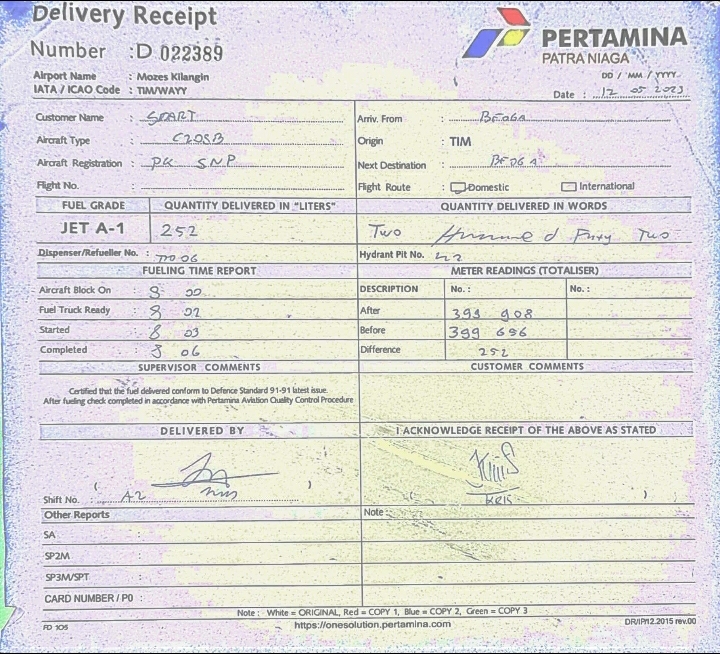 Delivery Receipt
Number : D 022389
PERTAMINA
PATRA NIAGA
Airport Name : Mozes Kilangin
IATA / ICAO Code : TIM/WAYY
DD / MM / YYYY
Date : 12 05 2023
Customer Name : SMART
Arriv. From : BF06A
Aircraft Type : C208B
Origin : TIM
Aircraft Registration : PK SNP
Next Destination : BF06A
Flight No. :
Flight Route : Domestic International
FUEL GRADE QUANTITY DELIVERED IN "LITERS" QUANTITY DELIVERED IN WORDS
JET A-1 252 Two Hundred Fifty Two
Dispenser/Refueller No. : TR06 Hydrant Pit No.
FUELING TIME REPORT METER READINGS (TOTALISER)
Aircraft Block On : 8 00 DESCRIPTION No. : No. :
Fuel Truck Ready : 8 02 After 399 908
Started : 8 03 Before 399 656
Completed : 8 06 Difference 252
SUPERVISOR COMMENTS CUSTOMER COMMENTS
Certified that the fuel delivered conform to Defence Standard 91-91 latest issue.
After fueling check completed in accordance with Pertamina Aviation Quality Control Procedure
DELIVERED BY I ACKNOWLEDGE RECEIPT OF THE ABOVE AS STATED
( ) KRIS )
Shift No. : A2
Other Reports Note :
SA :
SP2M :
SP3M/SPT :
CARD NUMBER / P0 :
Note : White = ORIGINAL, Red = COPY 1, Blue = COPY 2, Green = COPY 3
FD 105 https://onesolution.pertamina.com DR/IP/12.2015 rev.00